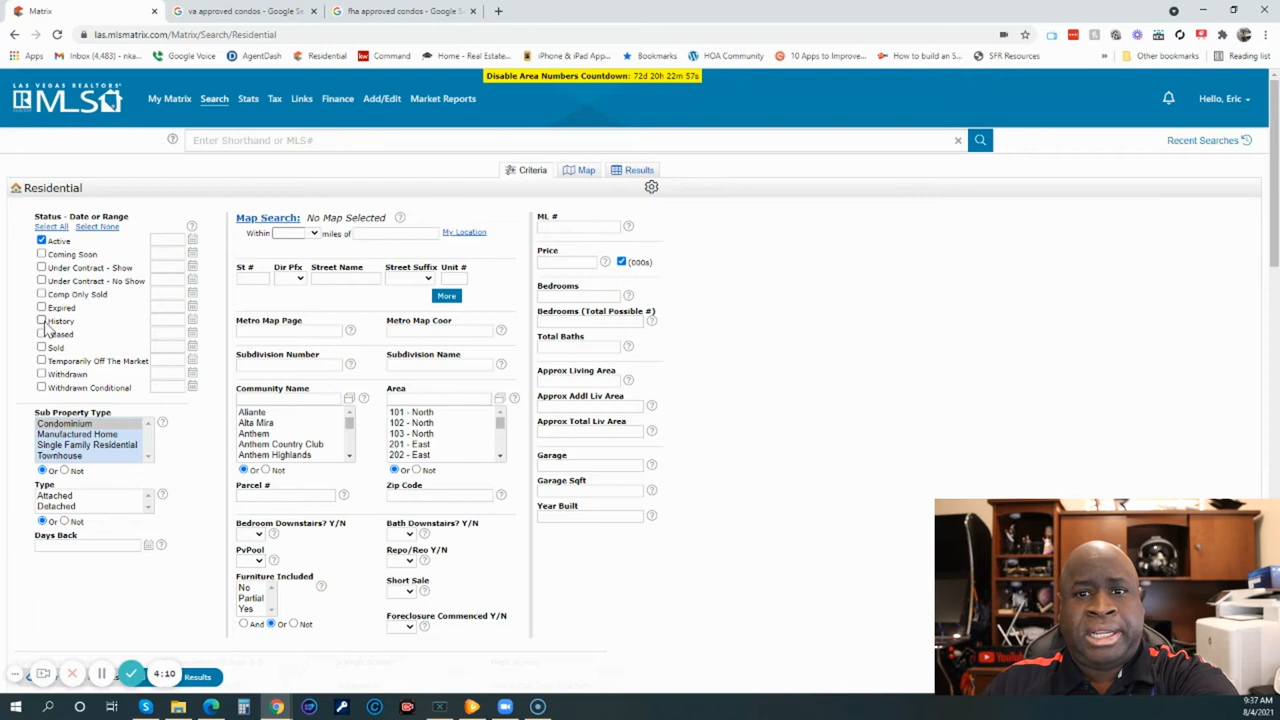 Matrix
va approved condos - Google Se
fha approved condos - Google S
las.mlsmatrix.com/Matrix/Search/Residential
Apps
Inbox (4,483) - nka...
Google Voice
AgentDash
Residential
Command
Home - Real Estate...
iPhone & iPad App...
Bookmarks
HOA Community
10 Apps to Improve...
How to build an S...
SFR Resources
Other bookmarks
Reading list
Disable Area Numbers Countdown: 72d 20h 22m 57s
LAS VEGAS REALTORS
MLS
My Matrix
Search
Stats
Tax
Links
Finance
Add/Edit
Market Reports
Hello, Eric
Enter Shorthand or MLS#
Recent Searches
Criteria
Map
Results
Residential
Status - Date or Range
Select All
Select None
Active
Coming Soon
Under Contract - Show
Under Contract - No Show
Comp Only Sold
Expired
History
Leased
Sold
Temporarily Off The Market
Withdrawn
Withdrawn Conditional
Sub Property Type
Condominium
Manufactured Home
Single Family Residential
Townhouse
Or
Not
Type
Attached
Detached
Or
Not
Days Back
Map Search: No Map Selected
Within miles of
My Location
St #
Dir Pfx
Street Name
Street Suffix
Unit #
More
Metro Map Page
Metro Map Coor
Subdivision Number
Subdivision Name
Community Name
Aliante
Alta Mira
Anthem
Anthem Country Club
Anthem Highlands
Or
Not
Area
101 - North
102 - North
103 - North
201 - East
202 - East
Or
Not
Parcel #
Zip Code
Bedroom Downstairs? Y/N
Bath Downstairs? Y/N
PvPool
Repo/Reo Y/N
Furniture Included
No
Partial
Yes
And
Or
Not
Short Sale
Foreclosure Commenced Y/N
ML #
Price
(000s)
Bedrooms
Bedrooms (Total Possible #)
Total Baths
Approx Living Area
Approx Addl Liv Area
Approx Total Liv Area
Garage
Garage Sqft
Year Built
4:10
Results
YouTube
9:37 AM
8/4/2021